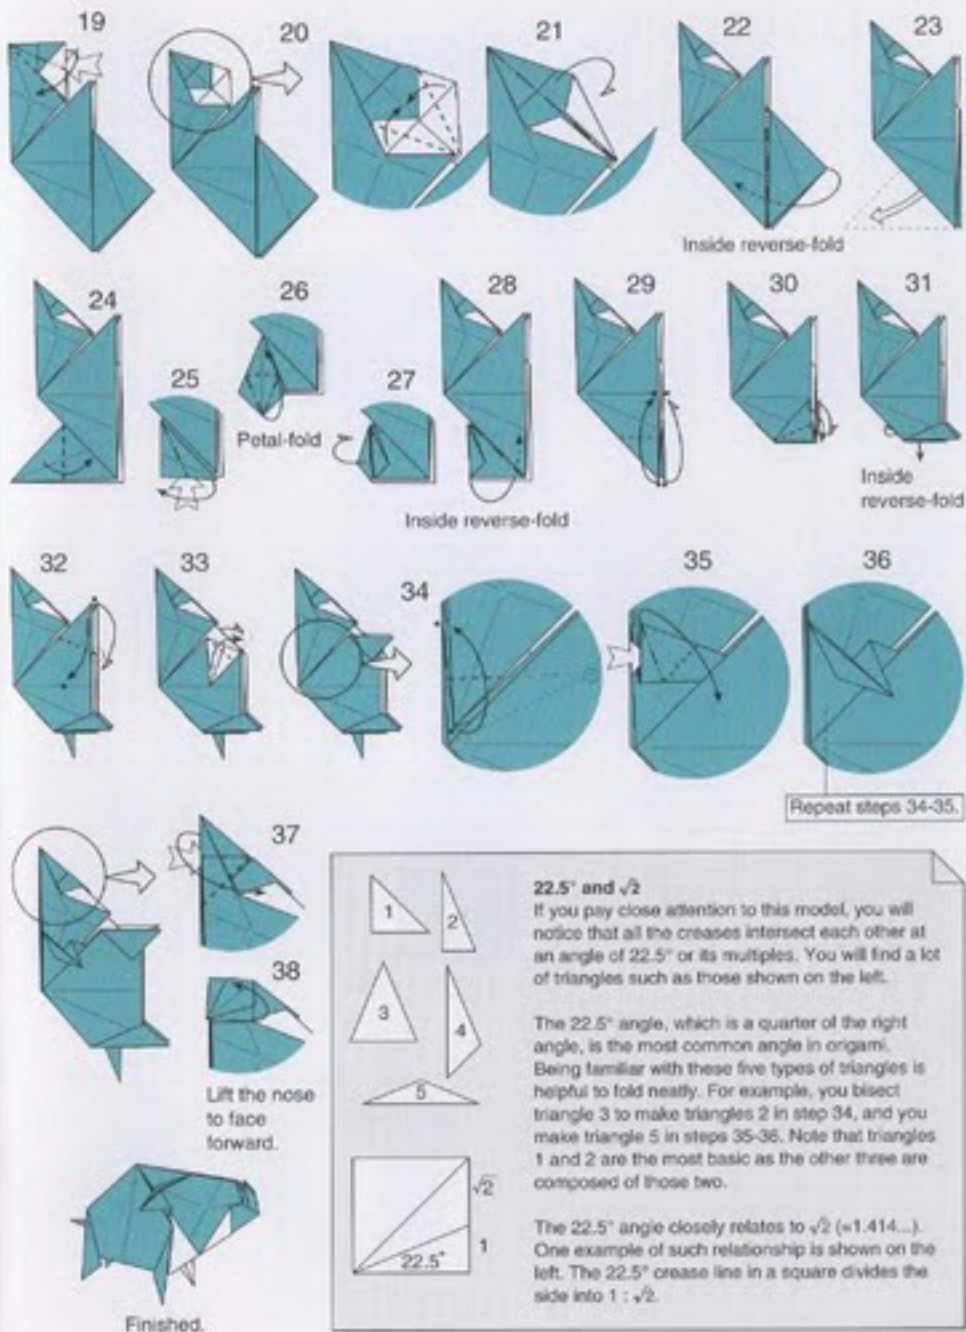 19
20
21
22
23
Inside reverse-fold
24
25
26
Petal-fold
27
28
Inside reverse-fold
29
30
31
Inside
reverse-fold
32
33
34
35
36
Repeat steps 34-35.
37
38
Lift the nose
to face
forward.
Finished.
1
2
3
4
5
√2
1
22.5°
22.5° and √2
If you pay close attention to this model, you will
notice that all the creases intersect each other at
an angle of 22.5° or its multiples. You will find a lot
of triangles such as those shown on the left.
The 22.5° angle, which is a quarter of the right
angle, is the most common angle in origami.
Being familiar with these five types of triangles is
helpful to fold neatly. For example, you bisect
triangle 3 to make triangles 2 in step 34, and you
make triangle 5 in steps 35-36. Note that triangles
1 and 2 are the most basic as the other three are
composed of those two.
The 22.5° angle closely relates to √2 (≈1.414...).
One example of such relationship is shown on the
left. The 22.5° crease line in a square divides the
side into 1 : √2.